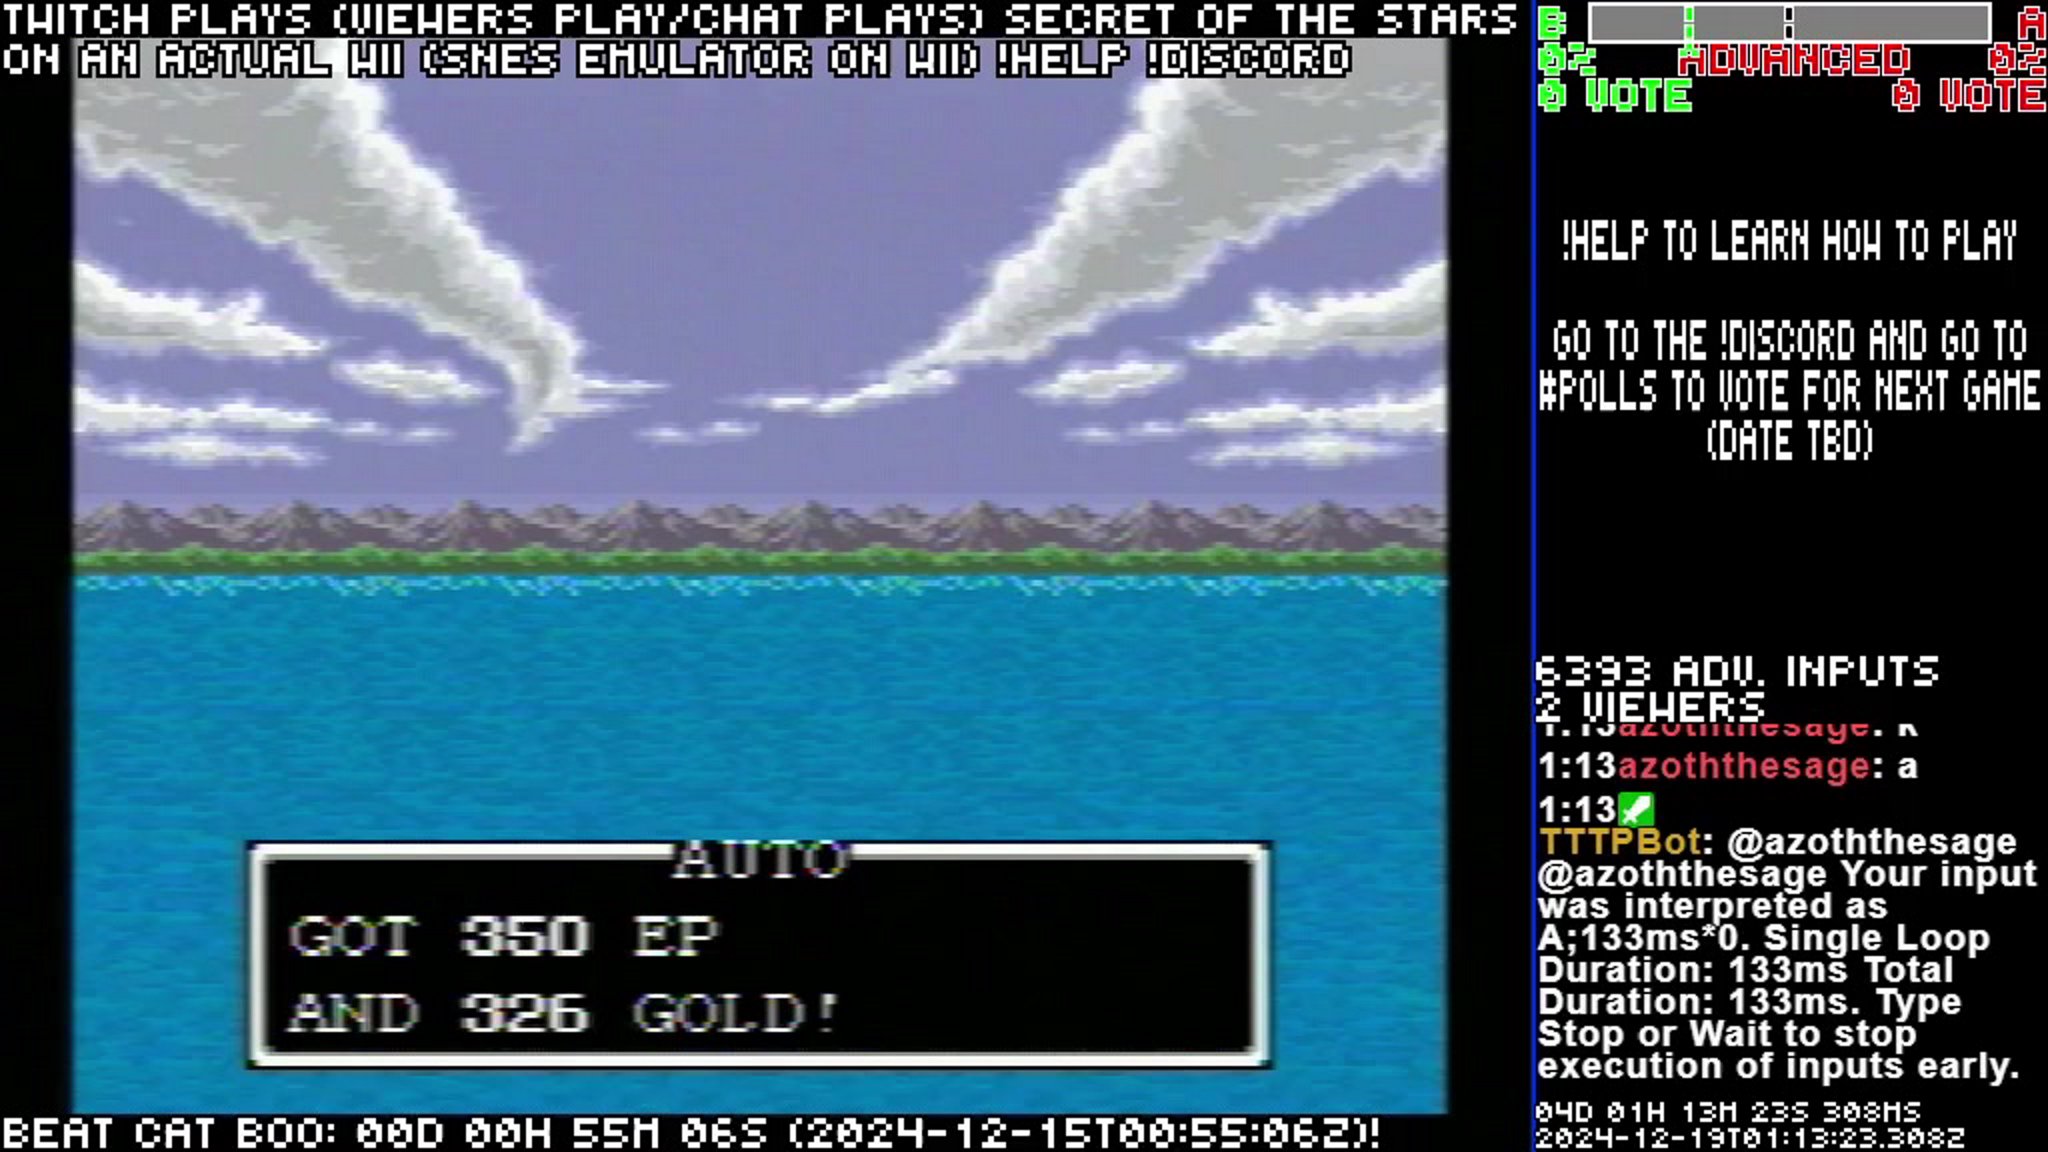 TWITCH PLAYS (VIEWERS PLAY/CHAT PLAYS) SECRET OF THE STARS
ON AN ACTUAL WII (SNES EMULATOR ON WII) !HELP !DISCORD
B A
0% ADVANCED 0%
0 VOTE 0 VOTE
!HELP TO LEARN HOW TO PLAY
GO TO THE !DISCORD AND GO TO
#POLLS TO VOTE FOR NEXT GAME
(DATE TBD)
6393 ADV. INPUTS
2 VIEWERS
1:13azoththesage: k
1:13azoththesage: a
1:13
TTTPBot: @azoththesage
@azoththesage Your input
was interpreted as
A;133ms*0. Single Loop
Duration: 133ms Total
Duration: 133ms. Type
Stop or Wait to stop
execution of inputs early.
04D 01H 13M 23S 308MS
2024-12-19T01:13:23.308Z
AUTO
GOT 350 EP
AND 326 GOLD!
BEAT CAT BOO: 00D 00H 55M 06S (2024-12-15T00:55:06Z)!